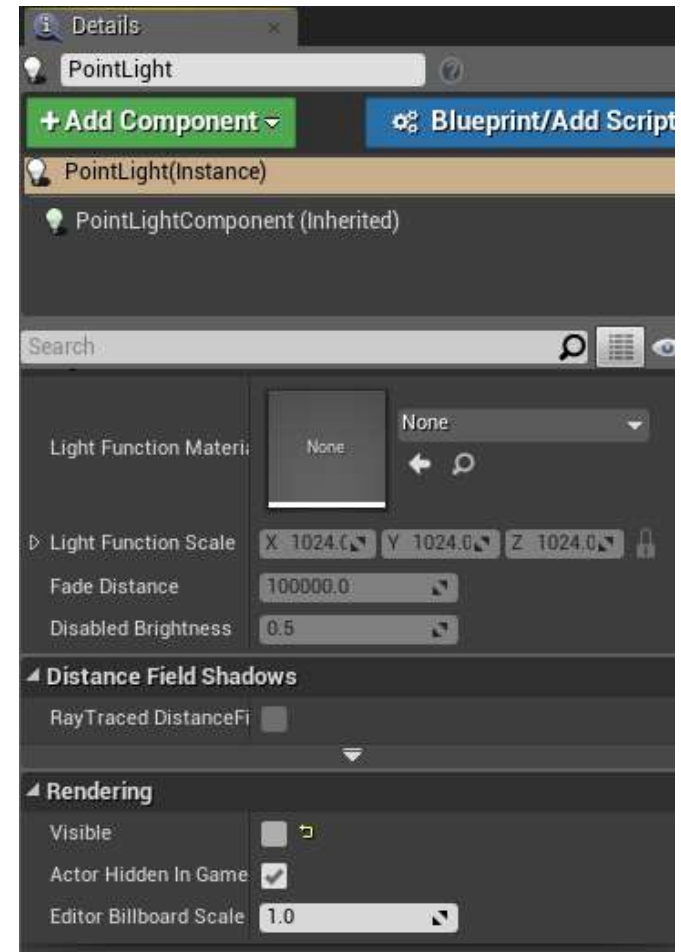 Details
PointLight
+Add Component
Blueprint/Add Script
PointLight(Instance)
PointLightComponent (Inherited)
Search
Light Function Materi
None
None
Light Function Scale X 1024.0 Y 1024.0 Z 1024.0
Fade Distance 100000.0
Disabled Brightness 0.5
Distance Field Shadows
RayTraced DistanceFi
Rendering
Visible
Actor Hidden In Game
Editor Billboard Scale 1.0